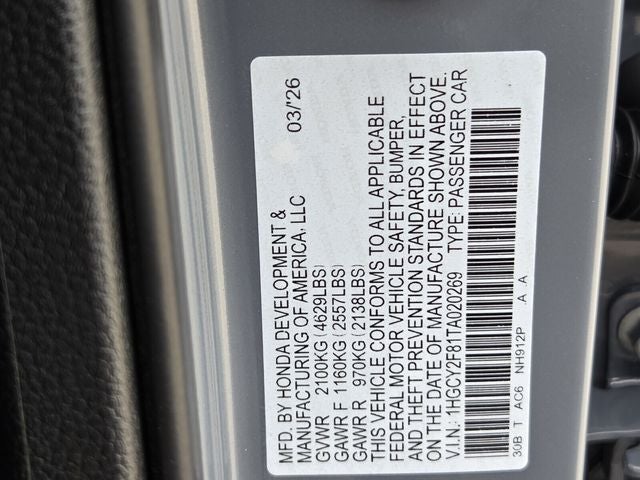 MFD. BY HONDA DEVELOPMENT &
MANUFACTURING OF AMERICA, LLC 03/'26
GVWR 2100KG (4629LBS)
GAWR F 1160KG (2557LBS)
GAWR R 970KG (2138LBS)
THIS VEHICLE CONFORMS TO ALL APPLICABLE
FEDERAL MOTOR VEHICLE SAFETY, BUMPER,
AND THEFT PREVENTION STANDARDS IN EFFECT
ON THE DATE OF MANUFACTURE SHOWN ABOVE.
V.I.N.: 1HGCY2F81TA020269 TYPE: PASSENGER CAR
30B T AC6 NH912P A A